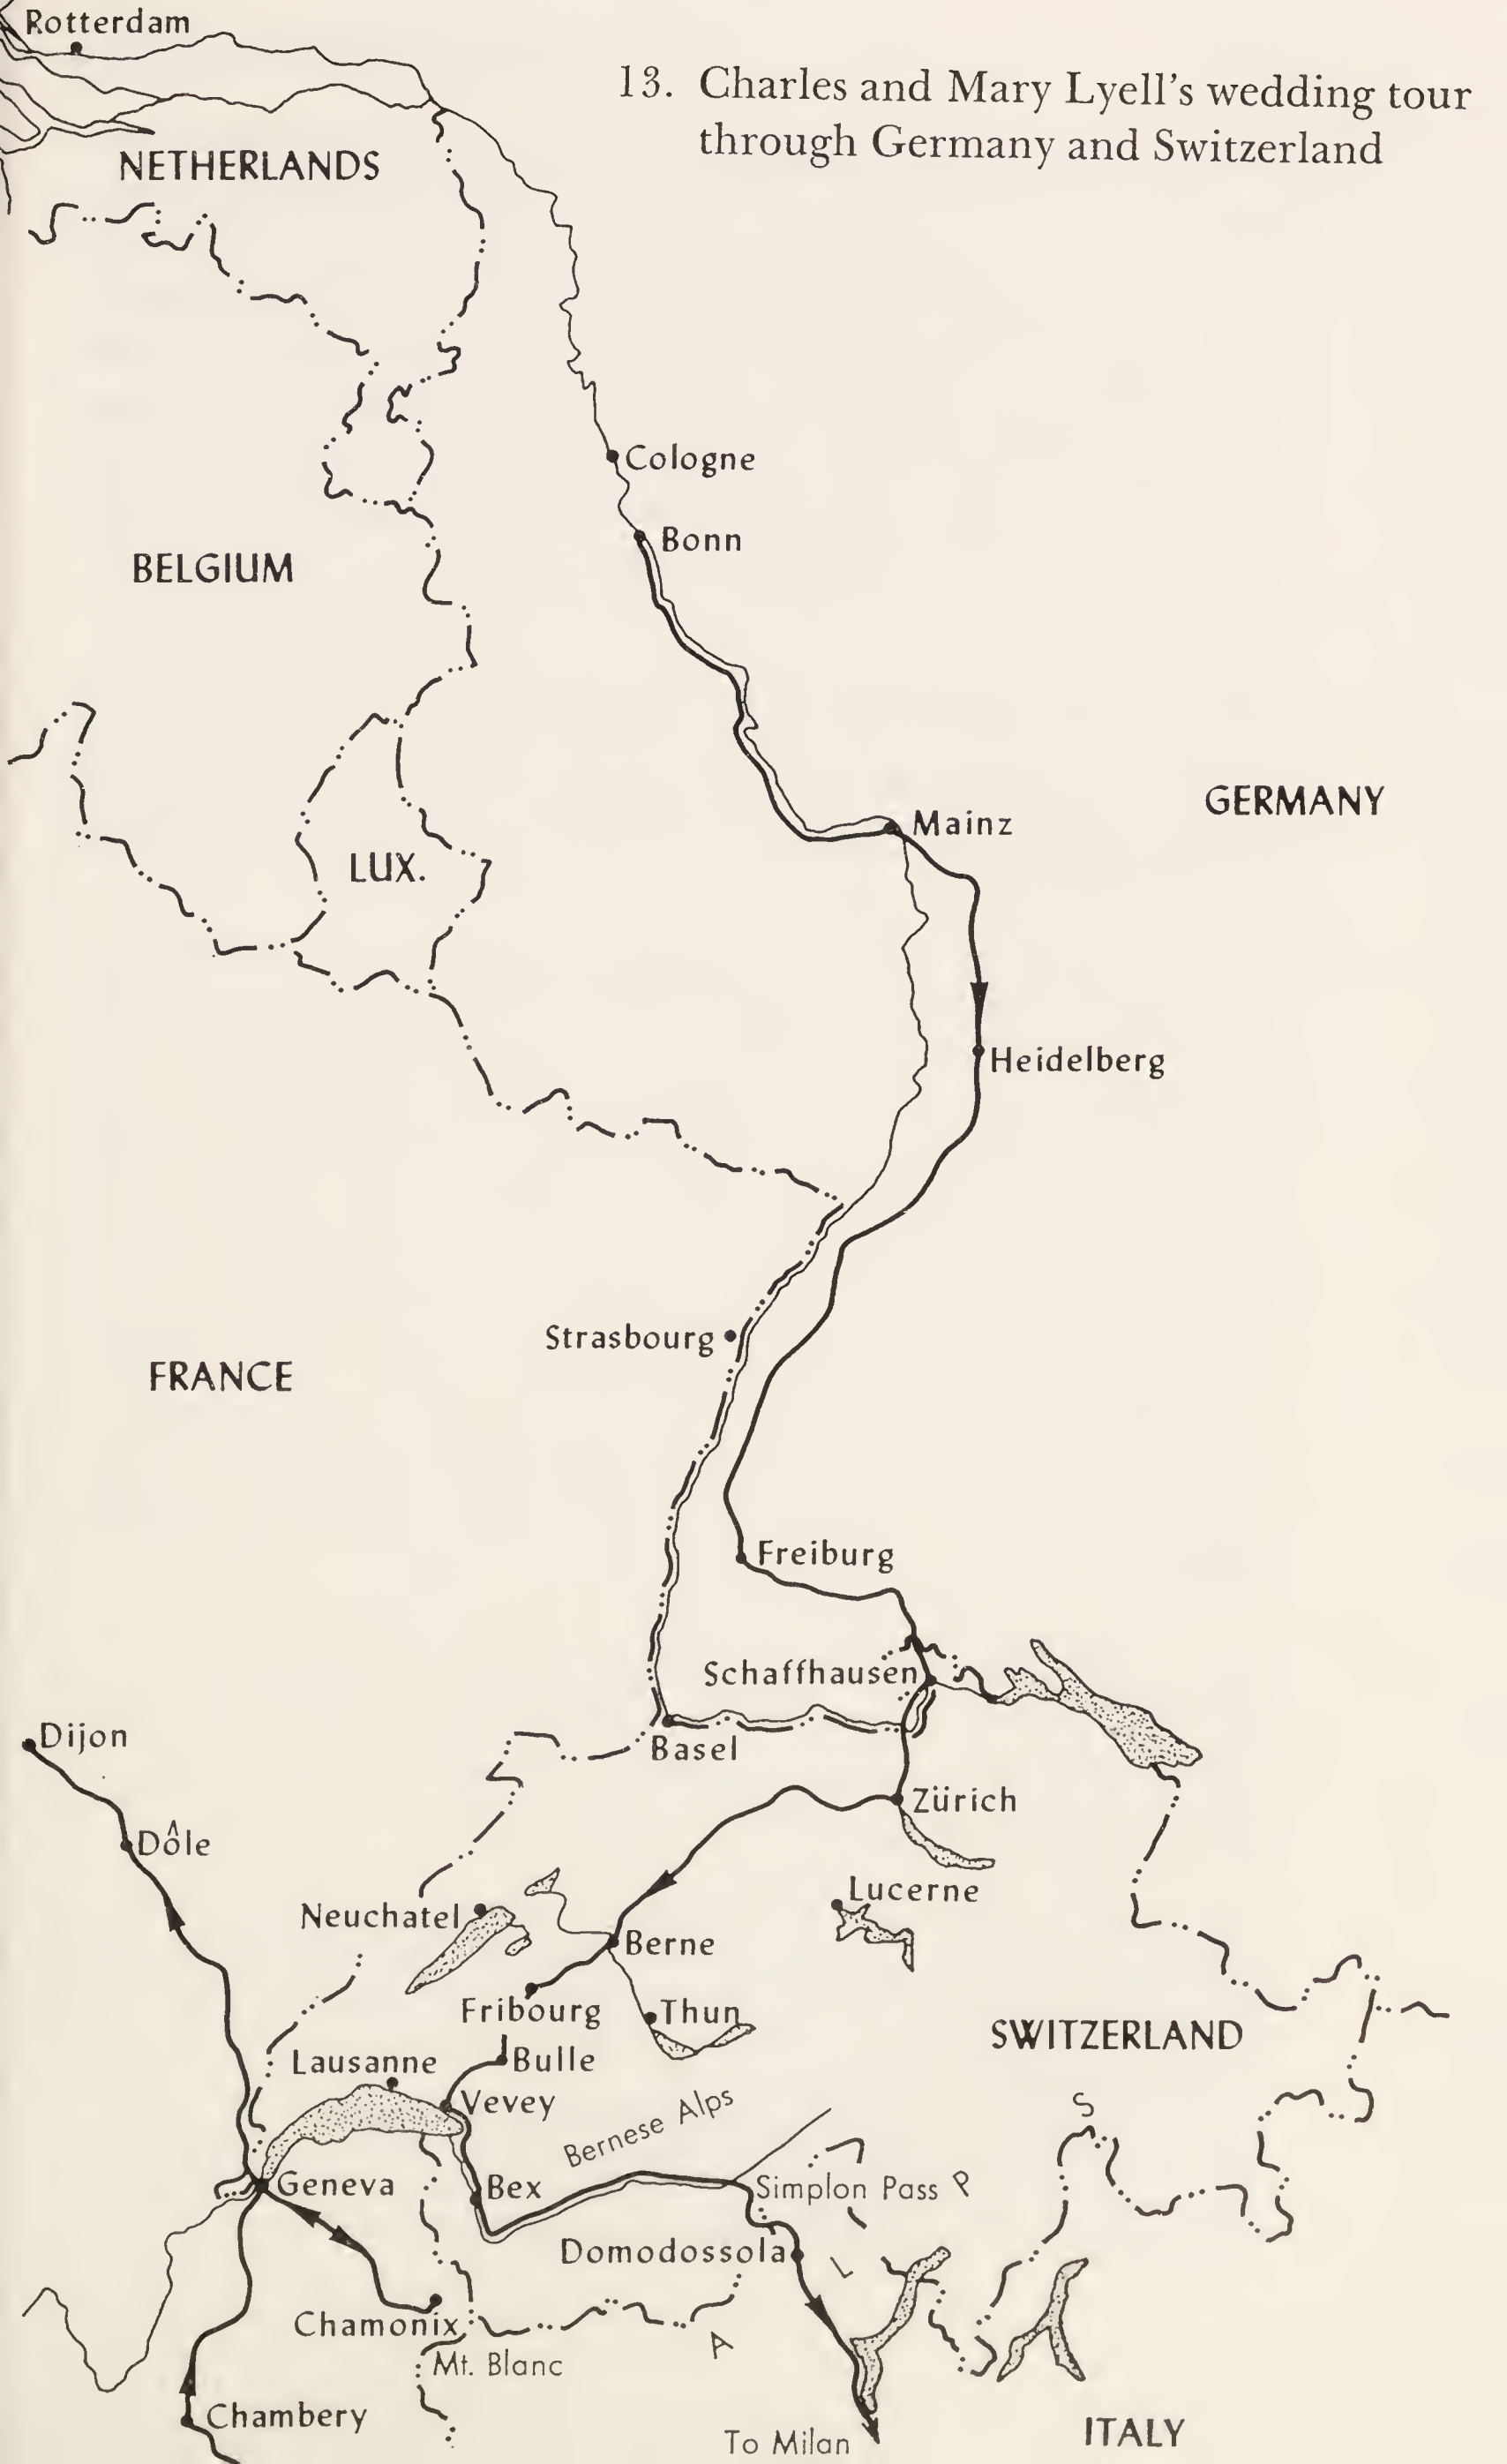 Rotterdam
13. Charles and Mary Lyell's wedding tour
through Germany and Switzerland
NETHERLANDS
Cologne
Bonn
BELGIUM
GERMANY
Mainz
LUX.
Heidelberg
Strasbourg
FRANCE
Freiburg
Schaffhausen
Dijon
Basel
Zürich
Dôle
Lucerne
Neuchatel
Berne
Fribourg
Thun
SWITZERLAND
Lausanne
Bulle
Vevey
Bernese Alps
Geneva
Bex
Simplon Pass
Domodossola
A L P S
Chamonix
Mt. Blanc
Chambery
To Milan
ITALY